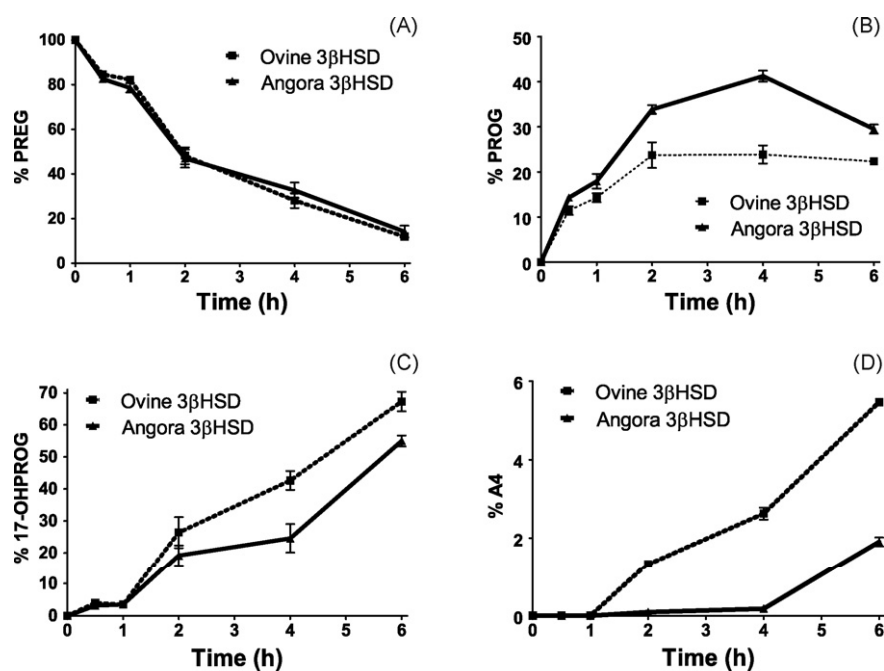 (A)
Ovine 3βHSD
Angora 3βHSD
% PREG
100
80
60
40
20
0
0 1 2 3 4 5 6
Time (h)
(B)
Ovine 3βHSD
Angora 3βHSD
% PROG
50
40
30
20
10
0
0 1 2 3 4 5 6
Time (h)
(C)
Ovine 3βHSD
Angora 3βHSD
% 17-OHPROG
70
60
50
40
30
20
10
0
0 1 2 3 4 5 6
Time (h)
(D)
Ovine 3βHSD
Angora 3βHSD
% A4
6
4
2
0
0 1 2 3 4 5 6
Time (h)